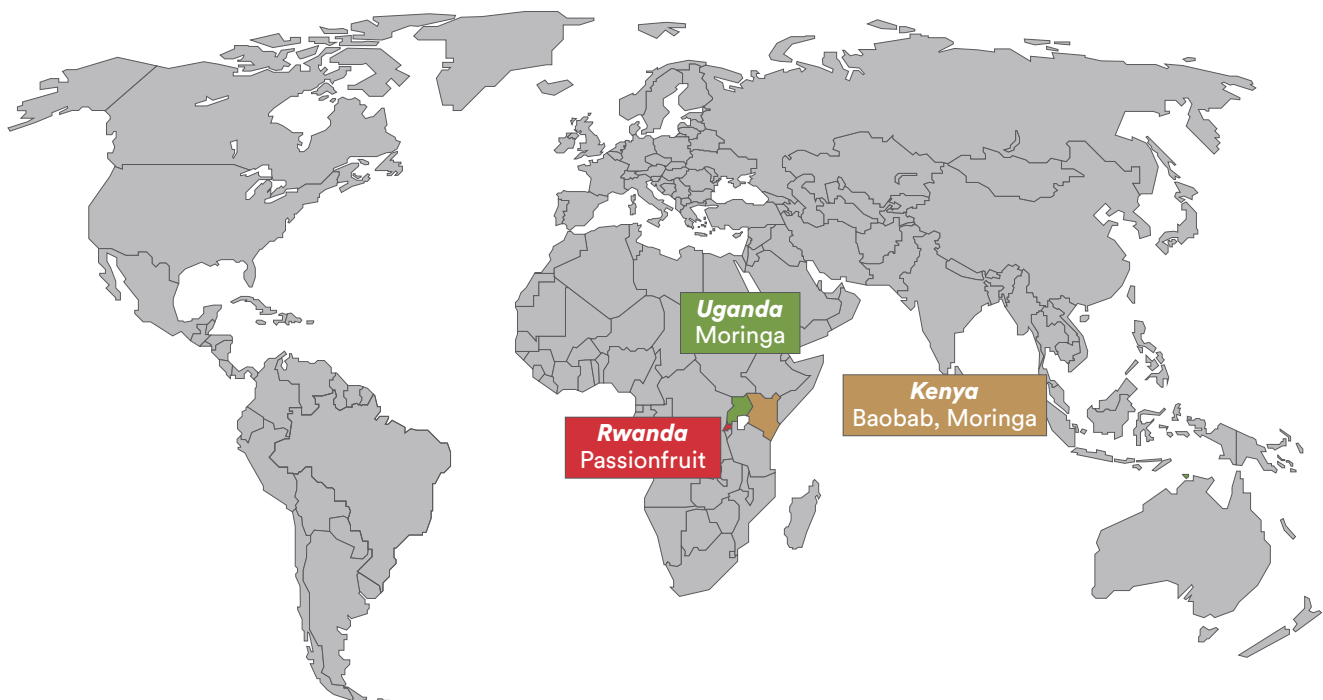 Uganda
Moringa
Kenya
Baobab, Moringa
Rwanda
Passionfruit